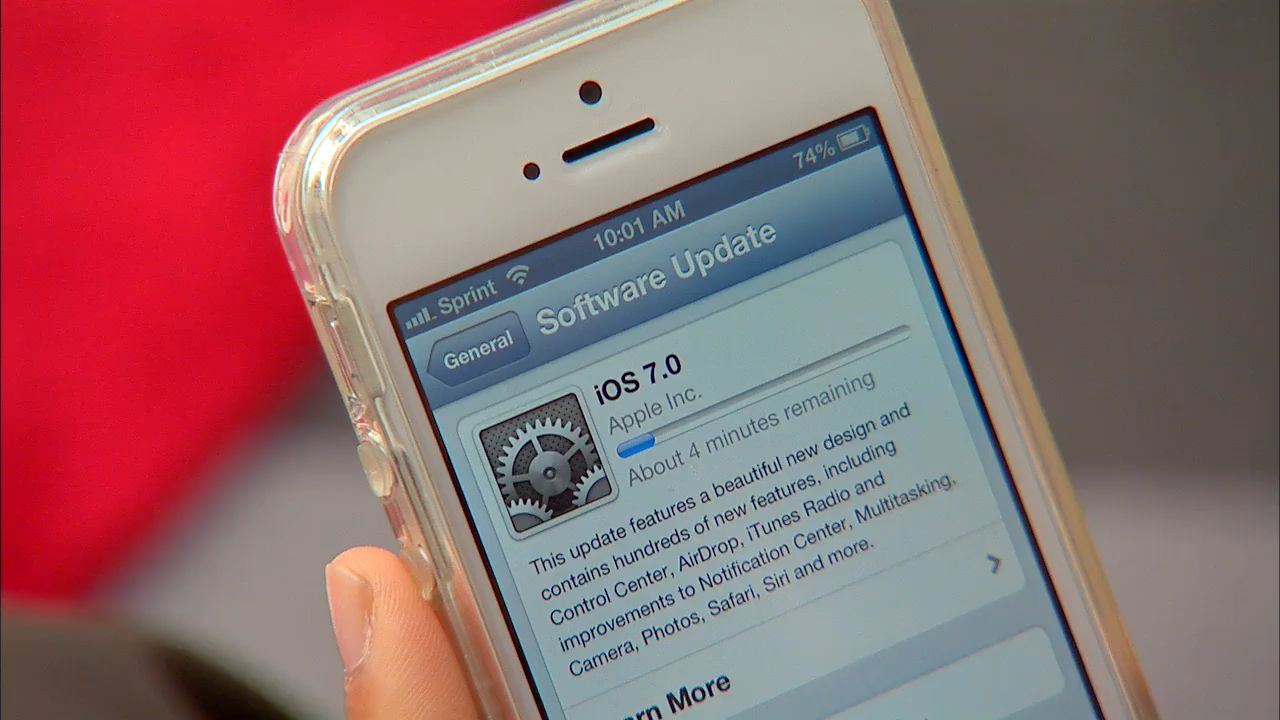 Sprint 10:01 AM 74%
General Software Update
iOS 7.0
Apple Inc.
About 4 minutes remaining
This update features a beautiful new design and
contains hundreds of new features, including
Control Center, AirDrop, iTunes Radio and
improvements to Notification Center, Multitasking,
Camera, Photos, Safari, Siri and more.
rn More